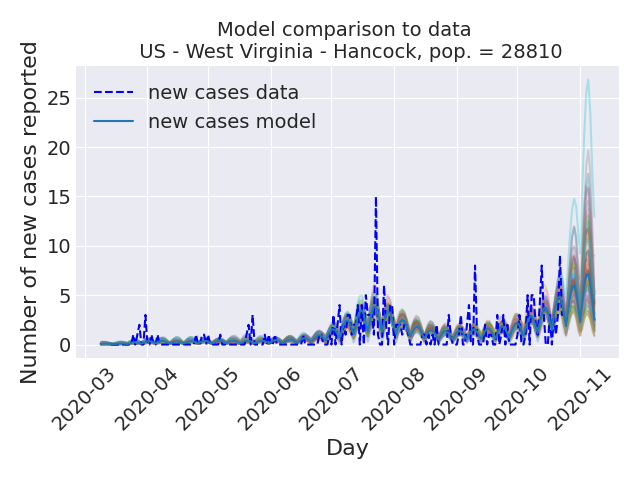 Model comparison to data
US - West Virginia - Hancock, pop. = 28810
Number of new cases reported
25
20
15
10
5
0
new cases data
new cases model
2020-03
2020-04
2020-05
2020-06
2020-07
2020-08
2020-09
2020-10
2020-11
Day